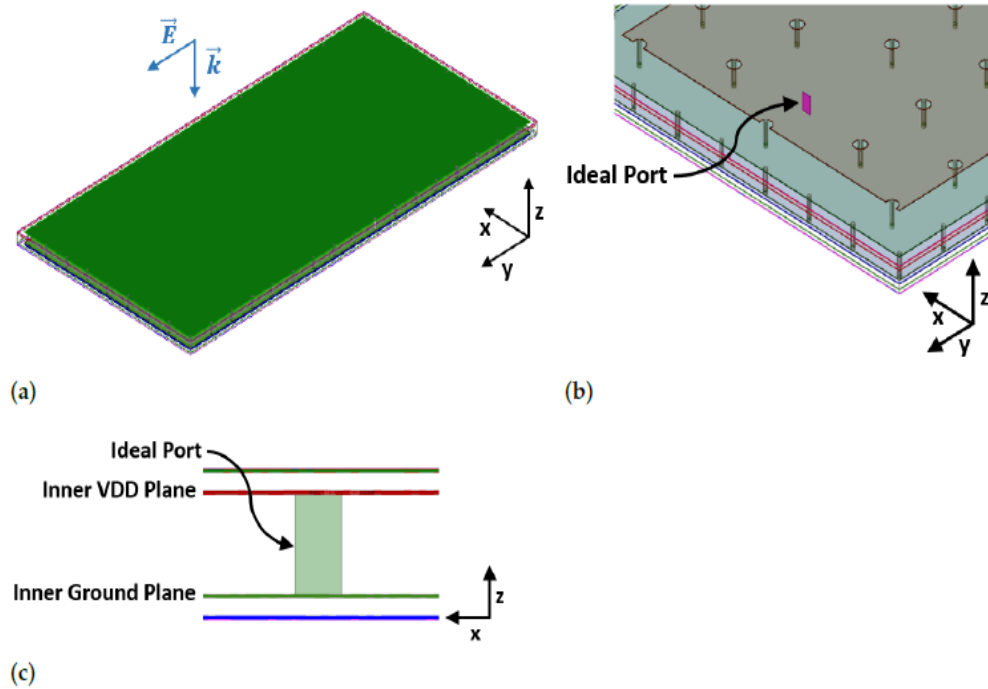 E
k
z
x
y
(a)
Ideal Port
z
x
y
(b)
Ideal Port
Inner VDD Plane
Inner Ground Plane
z
x
(c)